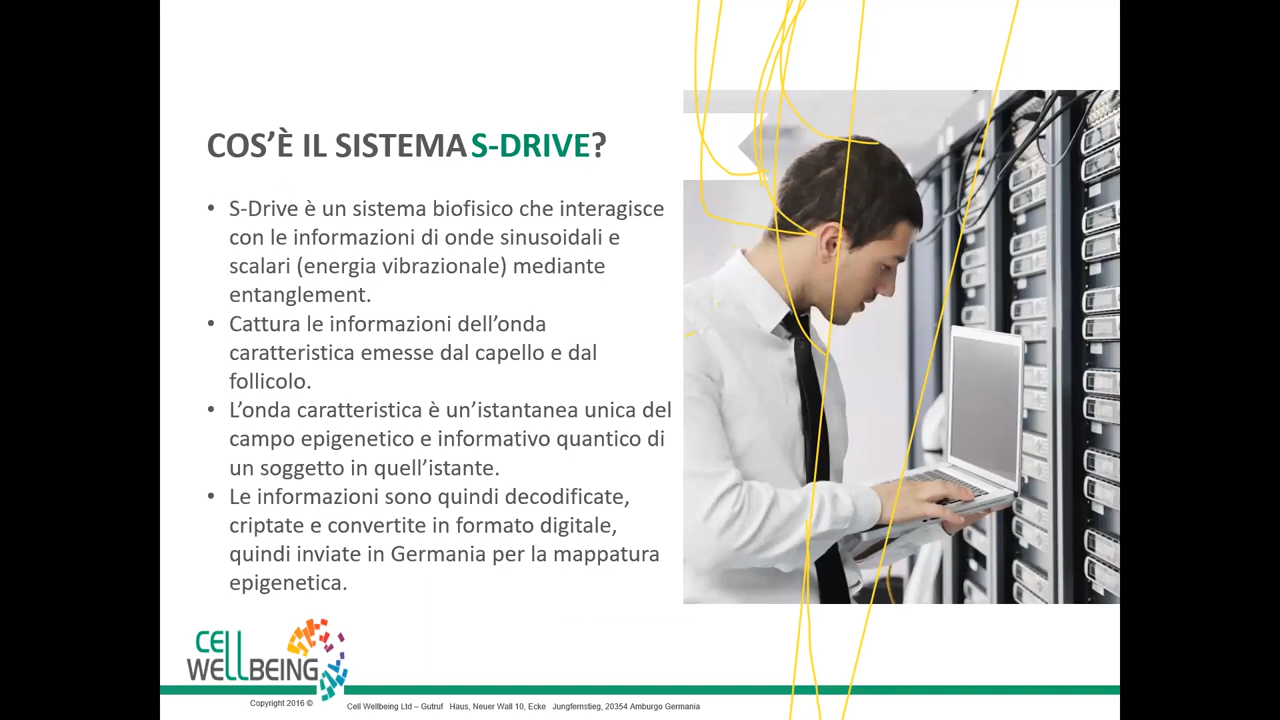 COS'È IL SISTEMA S-DRIVE?
• S-Drive è un sistema biofisico che interagisce
con le informazioni di onde sinusoidali e
scalari (energia vibrazionale) mediante
entanglement.
• Cattura le informazioni dell'onda
caratteristica emesse dal capello e dal
follicolo.
• L'onda caratteristica è un'istantanea unica del
campo epigenetico e informativo quantico di
un soggetto in quell'istante.
• Le informazioni sono quindi decodificate,
criptate e convertite in formato digitale,
quindi inviate in Germania per la mappatura
epigenetica.
CELL
WELLBEING
Copyright 2016 ©
Cell Wellbeing Ltd – Gutruf Haus, Neuer Wall 10, Ecke Jungfernstieg, 20354 Amburgo Germania